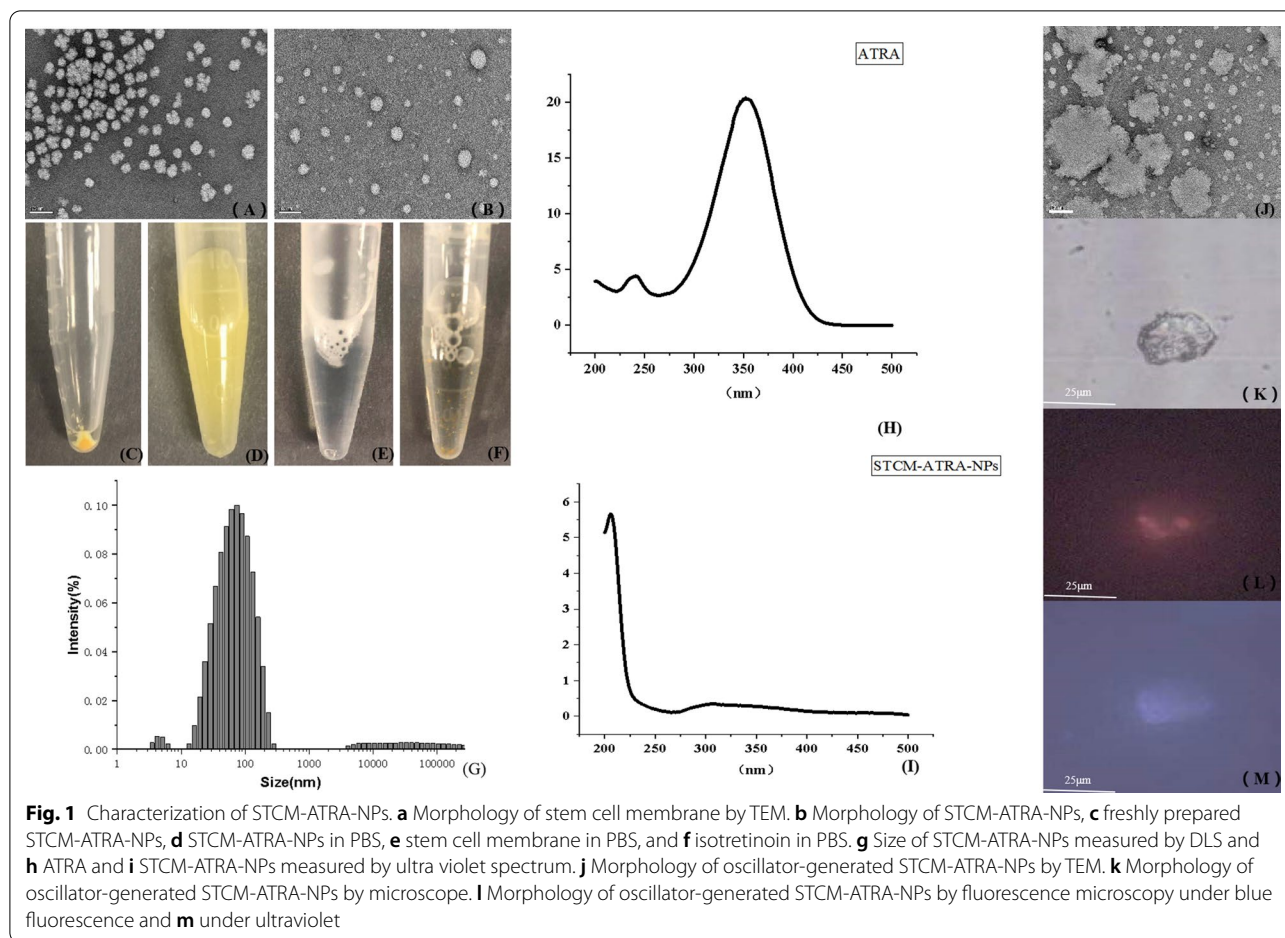 (A)
(B)
(C)
(D)
(E)
(F)
0.10
0.08
0.06
0.04
0.02
0.00
Intensity(%)
1 10 100 1000 10000 100000
Size(nm)
(G)
ATRA
20
15
10
5
0
200 250 300 350 400 450 500
(nm)
(H)
STCM-ATRA-NPs
6
5
4
3
2
1
0
200 250 300 350 400 450 500
(nm)
(I)
(J)
25μm
(K)
25μm
(L)
25μm
(M)
Fig. 1 Characterization of STCM-ATRA-NPs. a Morphology of stem cell membrane by TEM. b Morphology of STCM-ATRA-NPs, c freshly prepared
STCM-ATRA-NPs, d STCM-ATRA-NPs in PBS, e stem cell membrane in PBS, and f isotretinoin in PBS. g Size of STCM-ATRA-NPs measured by DLS and
h ATRA and i STCM-ATRA-NPs measured by ultra violet spectrum. j Morphology of oscillator-generated STCM-ATRA-NPs by TEM. k Morphology of
oscillator-generated STCM-ATRA-NPs by microscope. l Morphology of oscillator-generated STCM-ATRA-NPs by fluorescence microscopy under blue
fluorescence and m under ultraviolet